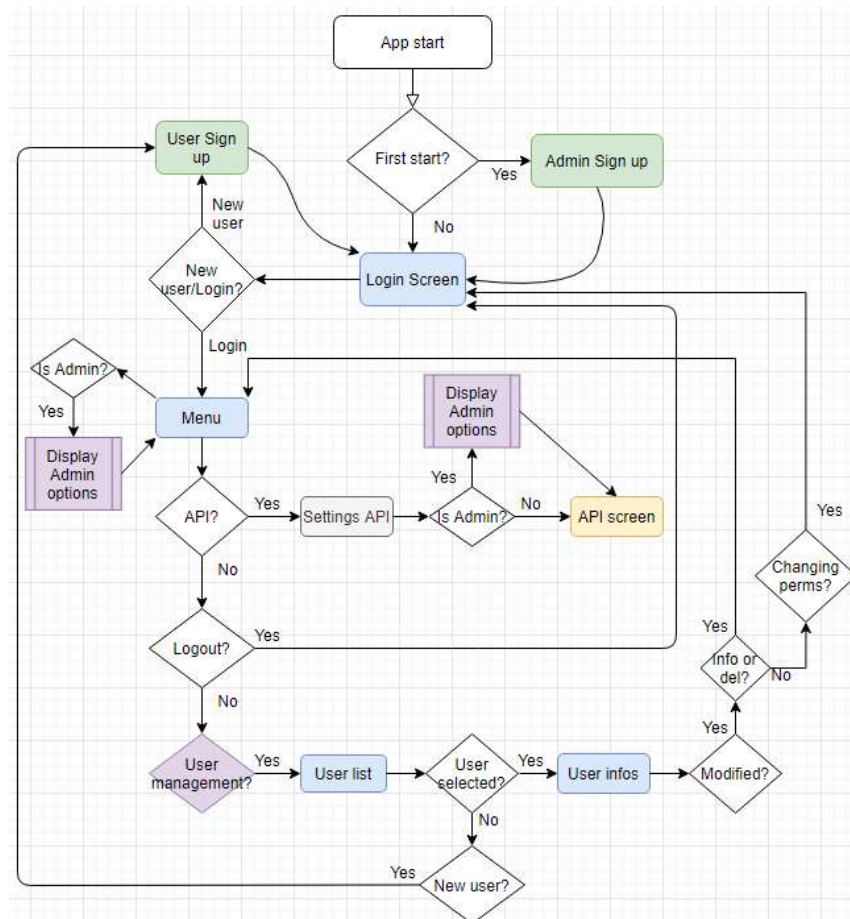 App start
User Sign
up
First start?
Yes
Admin Sign up
New
user
No
New
user/Login?
Login Screen
Login
Is Admin?
Yes
Menu
Display
Admin
options
Display
Admin
options
Yes
API?
Yes
Settings API
Is Admin?
No
API screen
Yes
No
Changing
perms?
Logout?
Yes
Yes
Info or
del?
No
No
User
management?
Yes
User list
User
selected?
Yes
User infos
Yes
Modified?
No
Yes
New user?